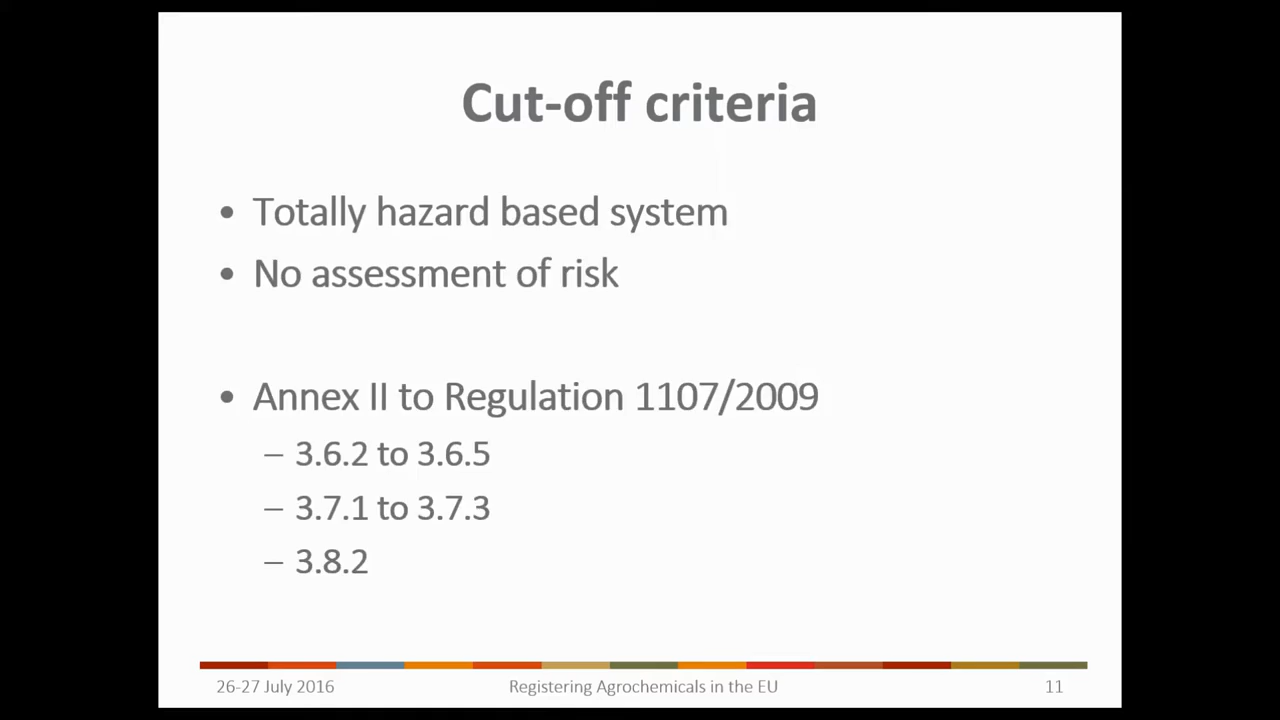 Cut-off criteria
• Totally hazard based system
• No assessment of risk
• Annex II to Regulation 1107/2009
– 3.6.2 to 3.6.5
– 3.7.1 to 3.7.3
– 3.8.2
26-27 July 2016
Registering Agrochemicals in the EU
11